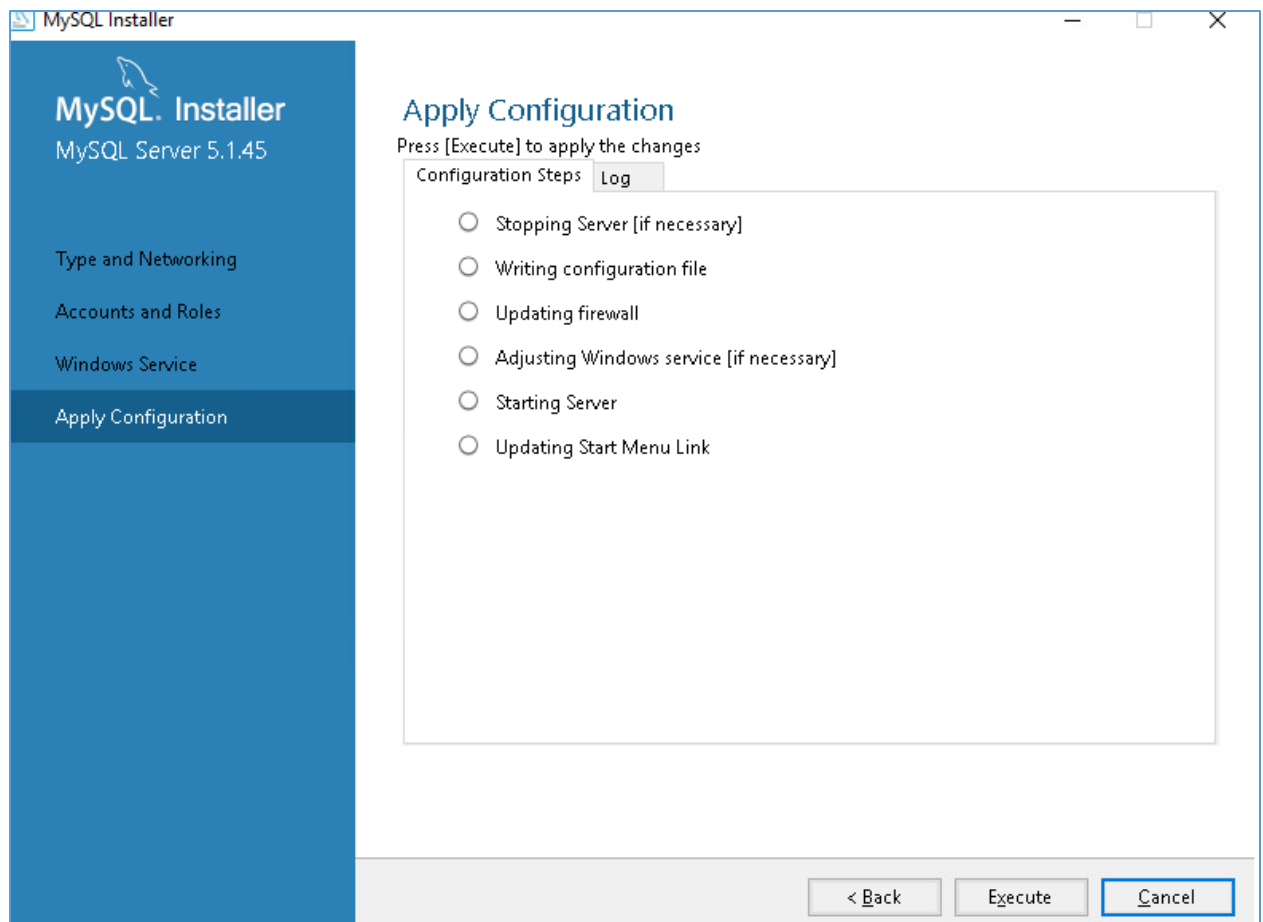 MySQL Installer
MySQL. Installer
MySQL Server 5.1.45
Type and Networking
Accounts and Roles
Windows Service
Apply Configuration
Apply Configuration
Press [Execute] to apply the changes
Configuration Steps Log
Stopping Server [if necessary]
Writing configuration file
Updating firewall
Adjusting Windows service [if necessary]
Starting Server
Updating Start Menu Link
< Back Execute Cancel